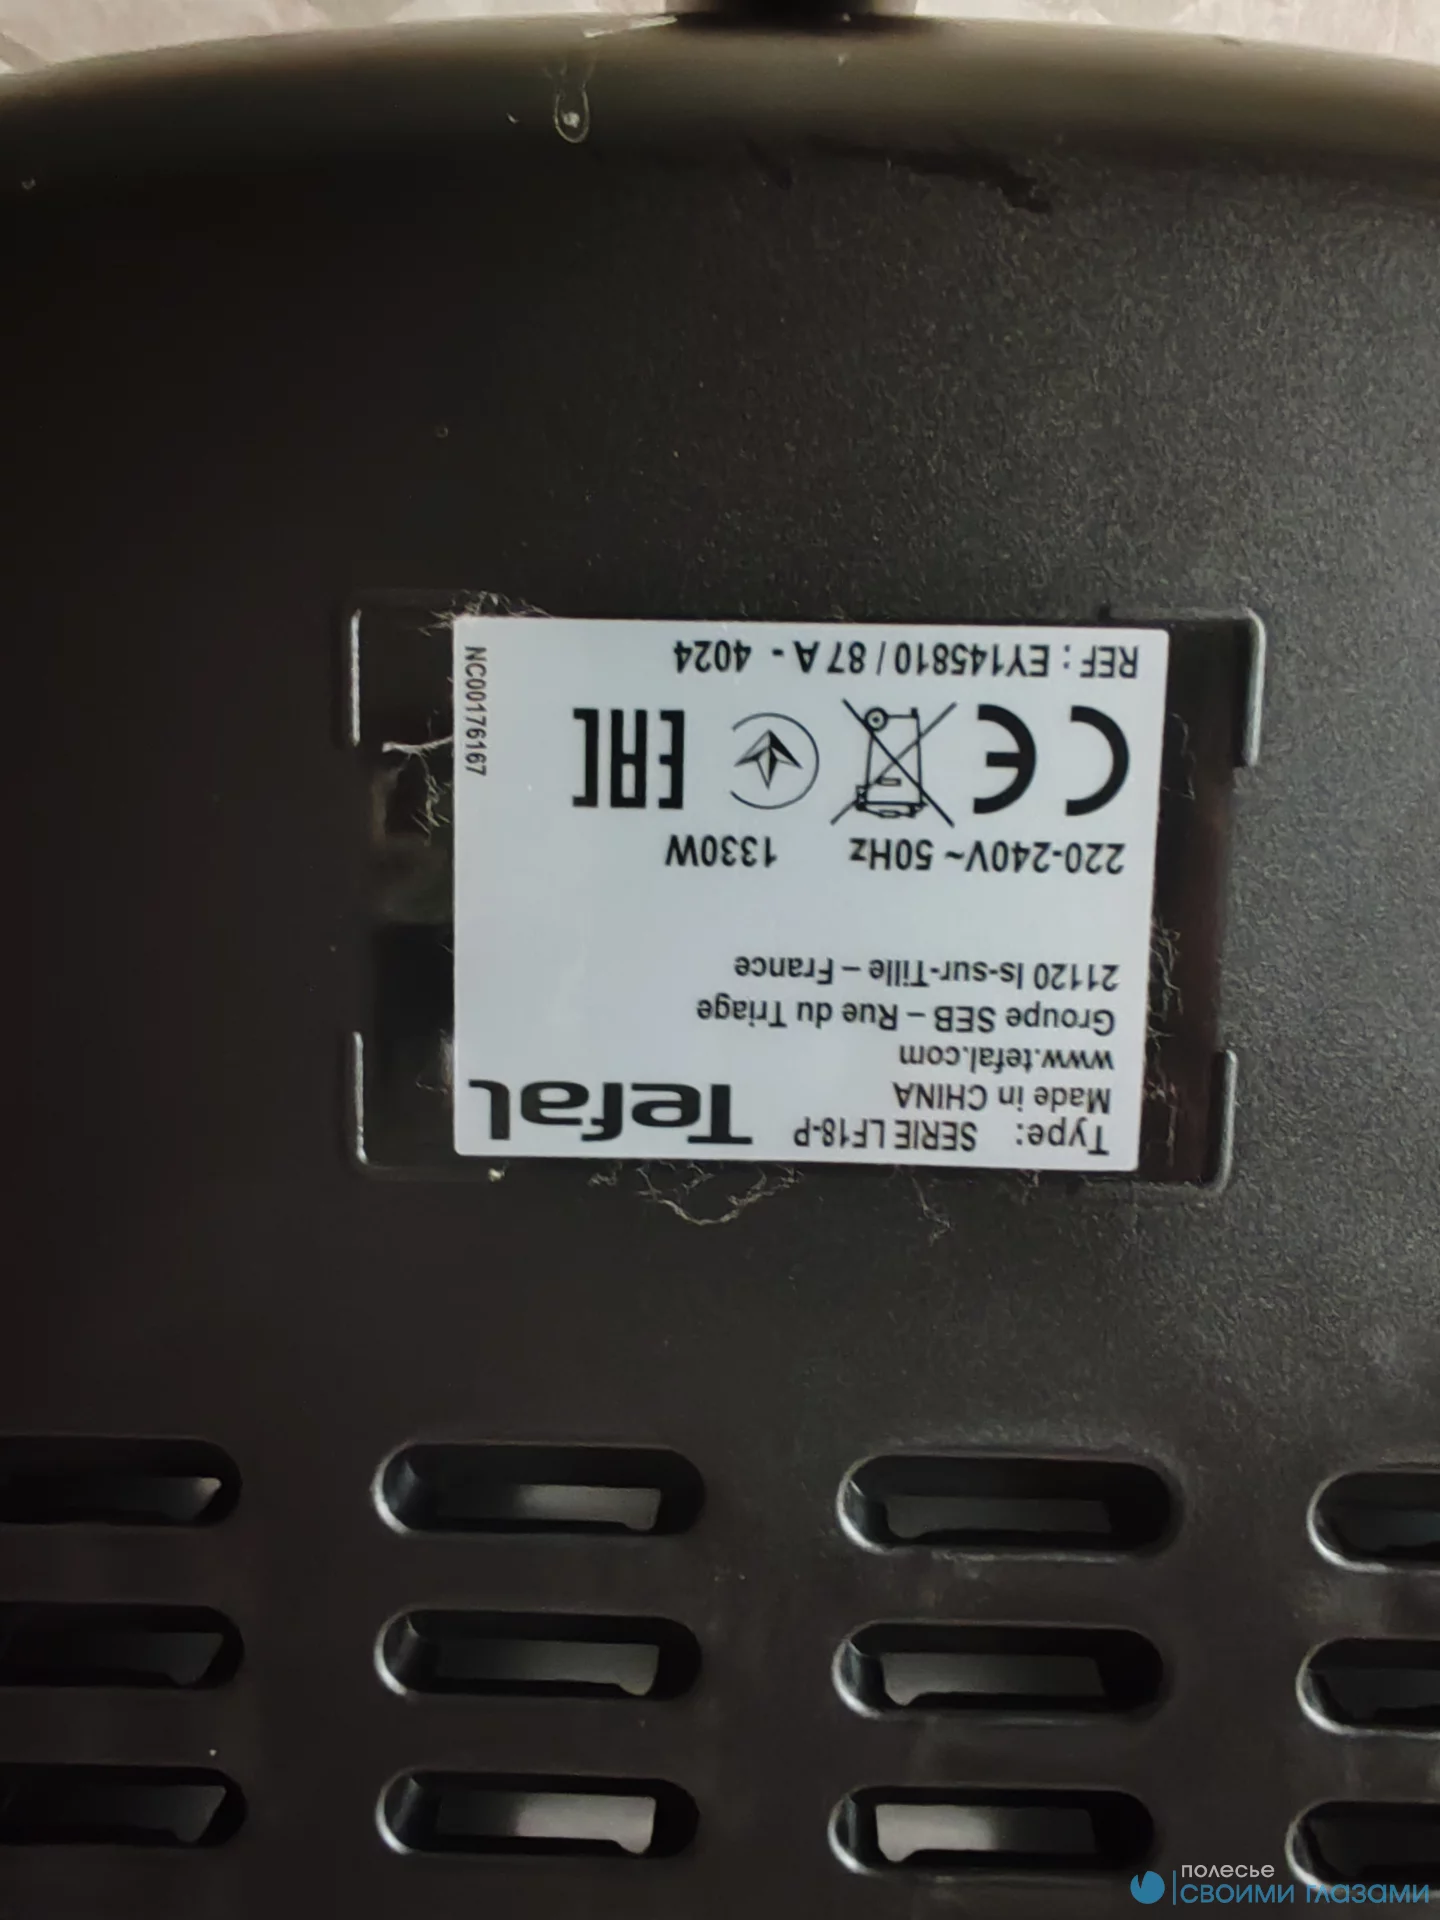 Type: SERIE LF18-P
Tefal
Made in CHINA
www.tefal.com
Groupe SEB – Rue du Triage
21120 Is-sur-Tille – France
220-240V~ 50Hz 1330W
CE
EAC
REF : EY145810 / 87 A - 4024
NC00176167
полесье
своими глазами